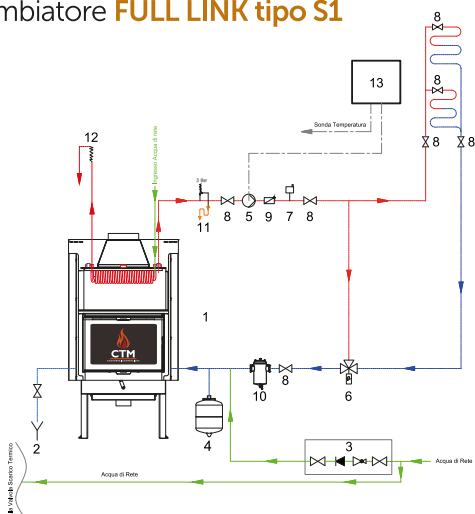 mbiatore FULL LINK tipo S1
8
8
13
Sonda Temperatura
12
Ingresso Acqua di rete
8
8
3 Bar
11
8
5
9
7
8
1
CTM
10
8
6
2
4
3
Acqua di Rete
Acqua di Rete
la Valvola Scarico Termico